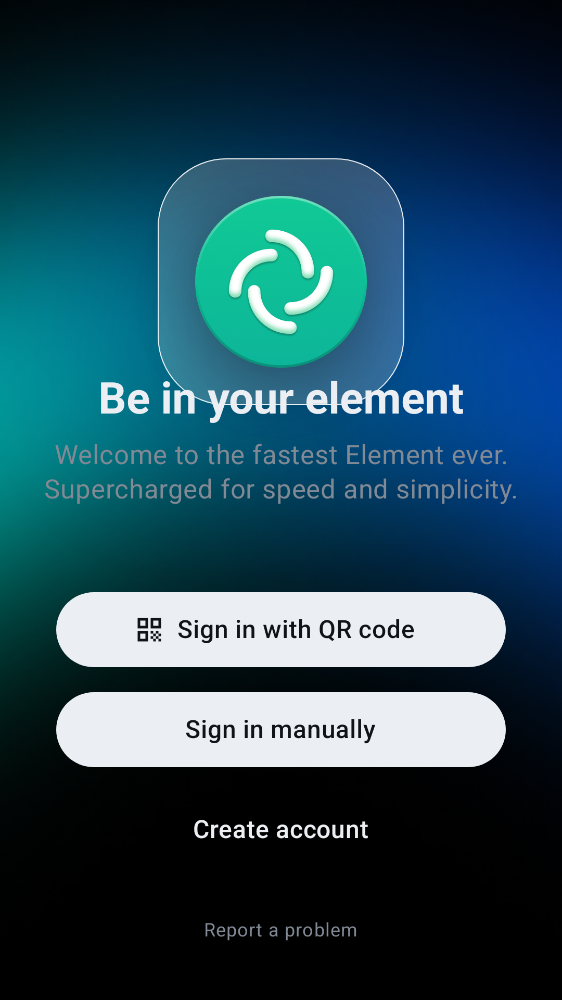 Be in your element
Welcome to the fastest Element ever.
Supercharged for speed and simplicity.
Sign in with QR code
Sign in manually
Create account
Report a problem